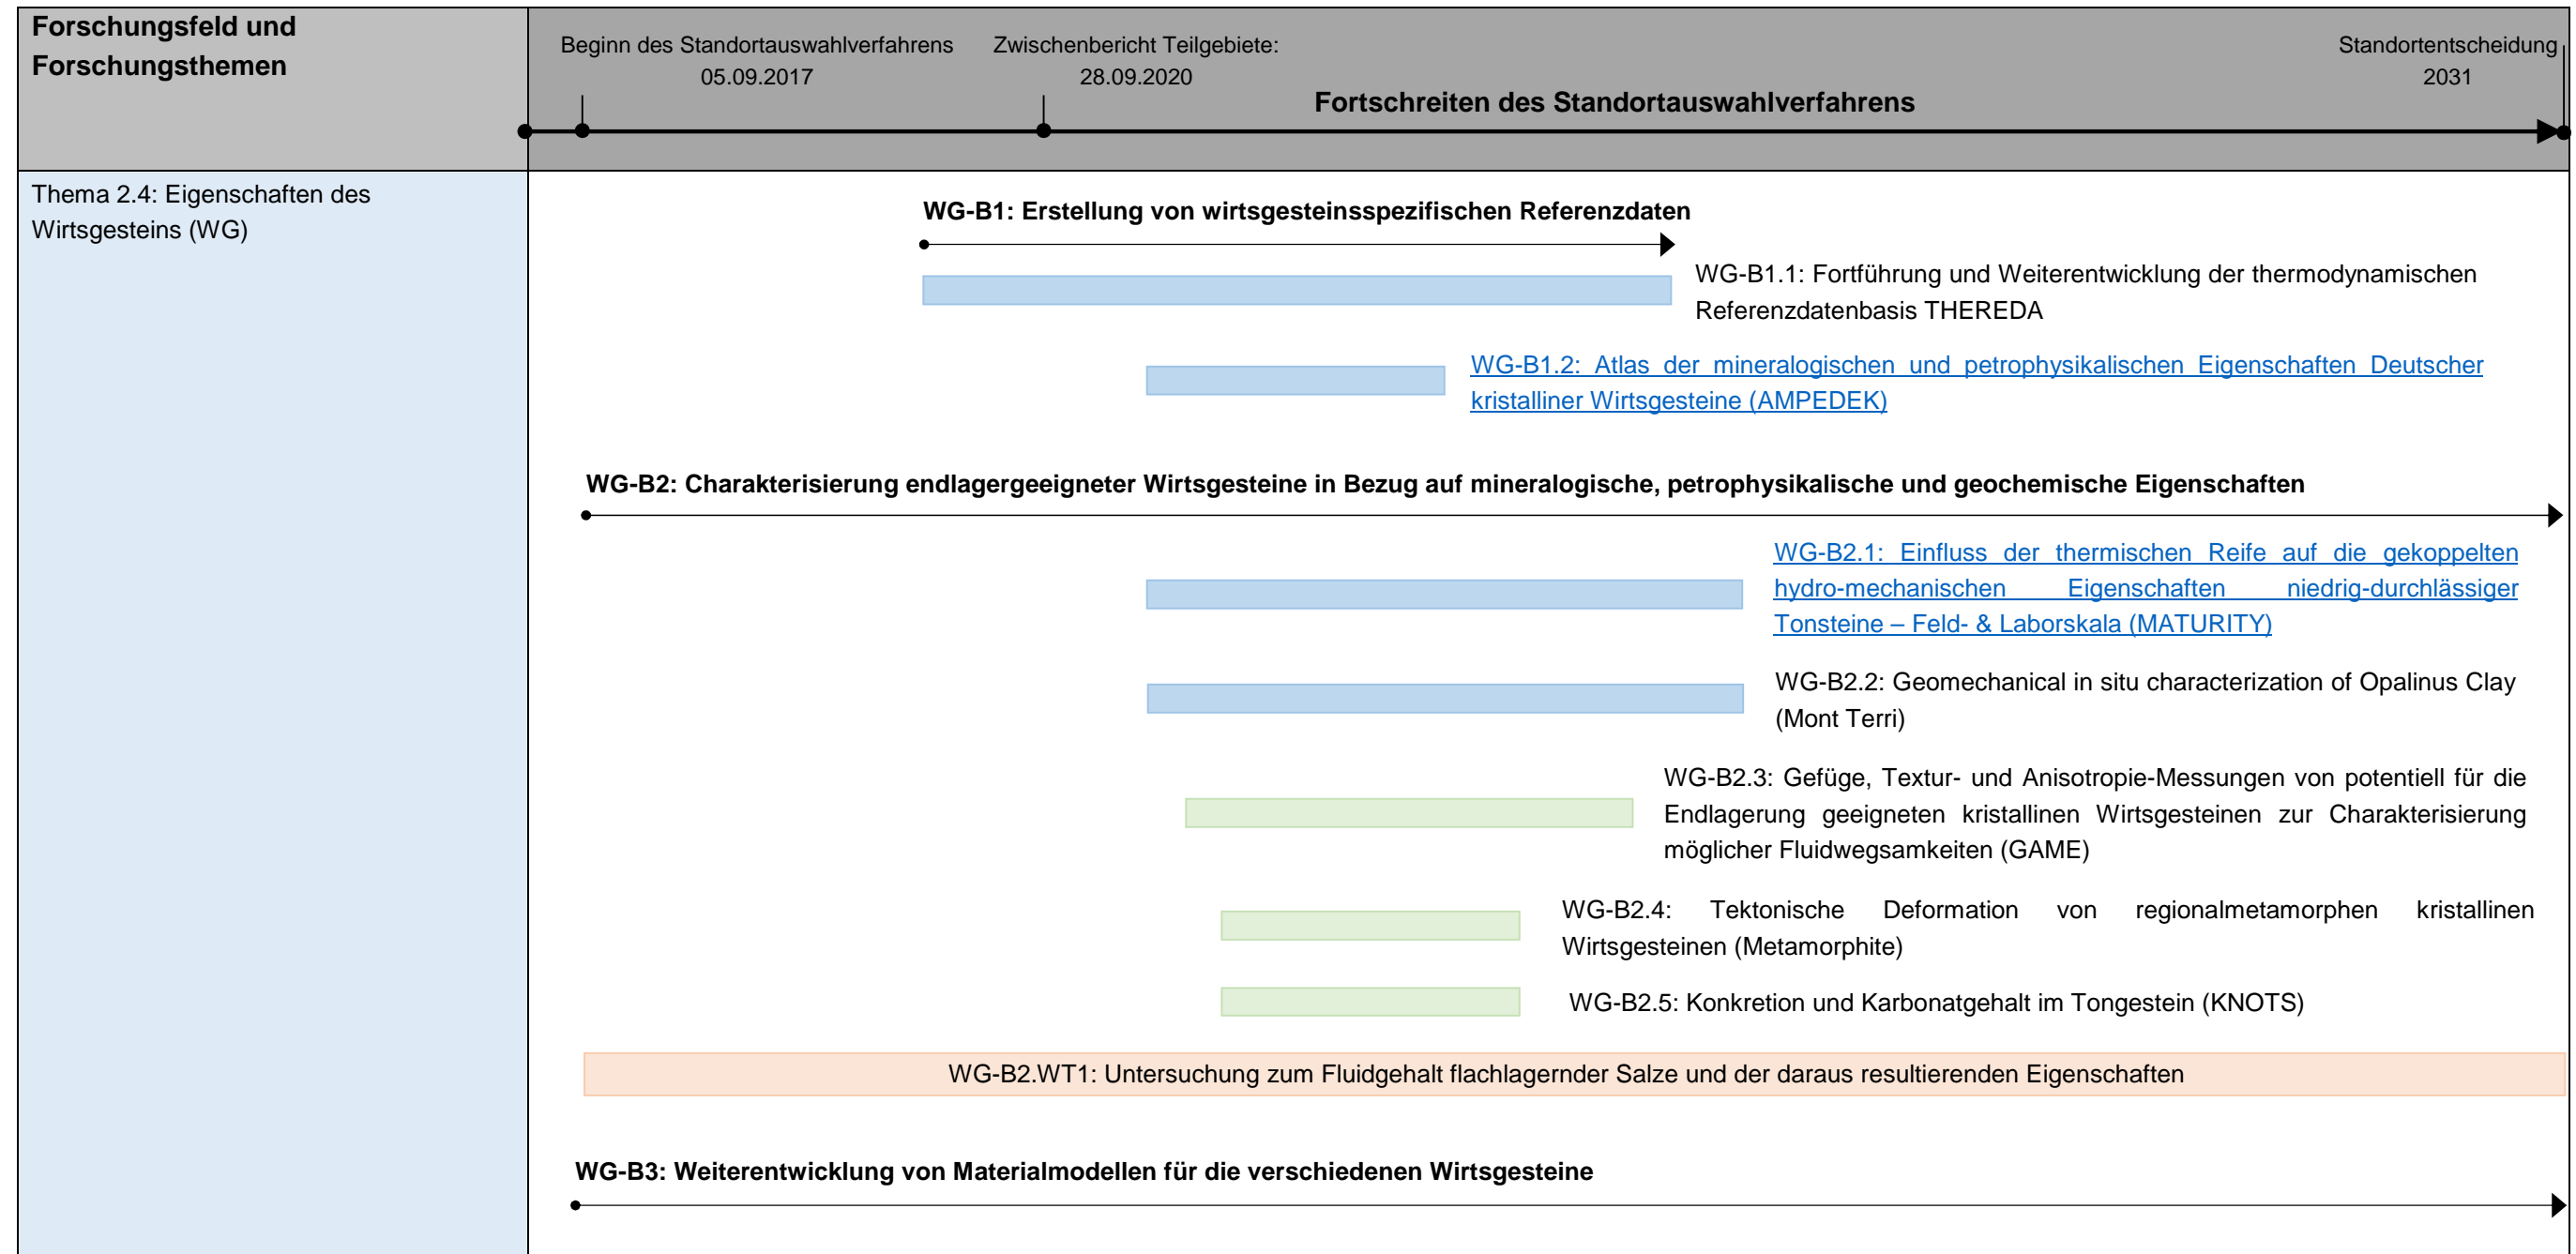 Forschungsfeld und
Forschungsthemen
Beginn des Standortauswahlverfahrens
05.09.2017
Zwischenbericht Teilgebiete:
28.09.2020
Standortentscheidung
2031
Fortschreiten des Standortauswahlverfahrens
Thema 2.4: Eigenschaften des
Wirtsgesteins (WG)
WG-B1: Erstellung von wirtsgesteinsspezifischen Referenzdaten
WG-B1.1: Fortführung und Weiterentwicklung der thermodynamischen
Referenzdatenbasis THEREDA
WG-B1.2: Atlas der mineralogischen und petrophysikalischen Eigenschaften Deutscher
kristalliner Wirtsgesteine (AMPEDEK)
WG-B2: Charakterisierung endlagergeeigneter Wirtsgesteine in Bezug auf mineralogische, petrophysikalische und geochemische Eigenschaften
WG-B2.1: Einfluss der thermischen Reife auf die gekoppelten
hydro-mechanischen Eigenschaften niedrig-durchlässiger
Tonsteine – Feld- & Laborskala (MATURITY)
WG-B2.2: Geomechanical in situ characterization of Opalinus Clay
(Mont Terri)
WG-B2.3: Gefüge, Textur- und Anisotropie-Messungen von potentiell für die
Endlagerung geeigneten kristallinen Wirtsgesteinen zur Charakterisierung
möglicher Fluidwegsamkeiten (GAME)
WG-B2.4: Tektonische Deformation von regionalmetamorphen kristallinen
Wirtsgesteinen (Metamorphite)
WG-B2.5: Konkretion und Karbonatgehalt im Tongestein (KNOTS)
WG-B2.WT1: Untersuchung zum Fluidgehalt flachlagernder Salze und der daraus resultierenden Eigenschaften
WG-B3: Weiterentwicklung von Materialmodellen für die verschiedenen Wirtsgesteine